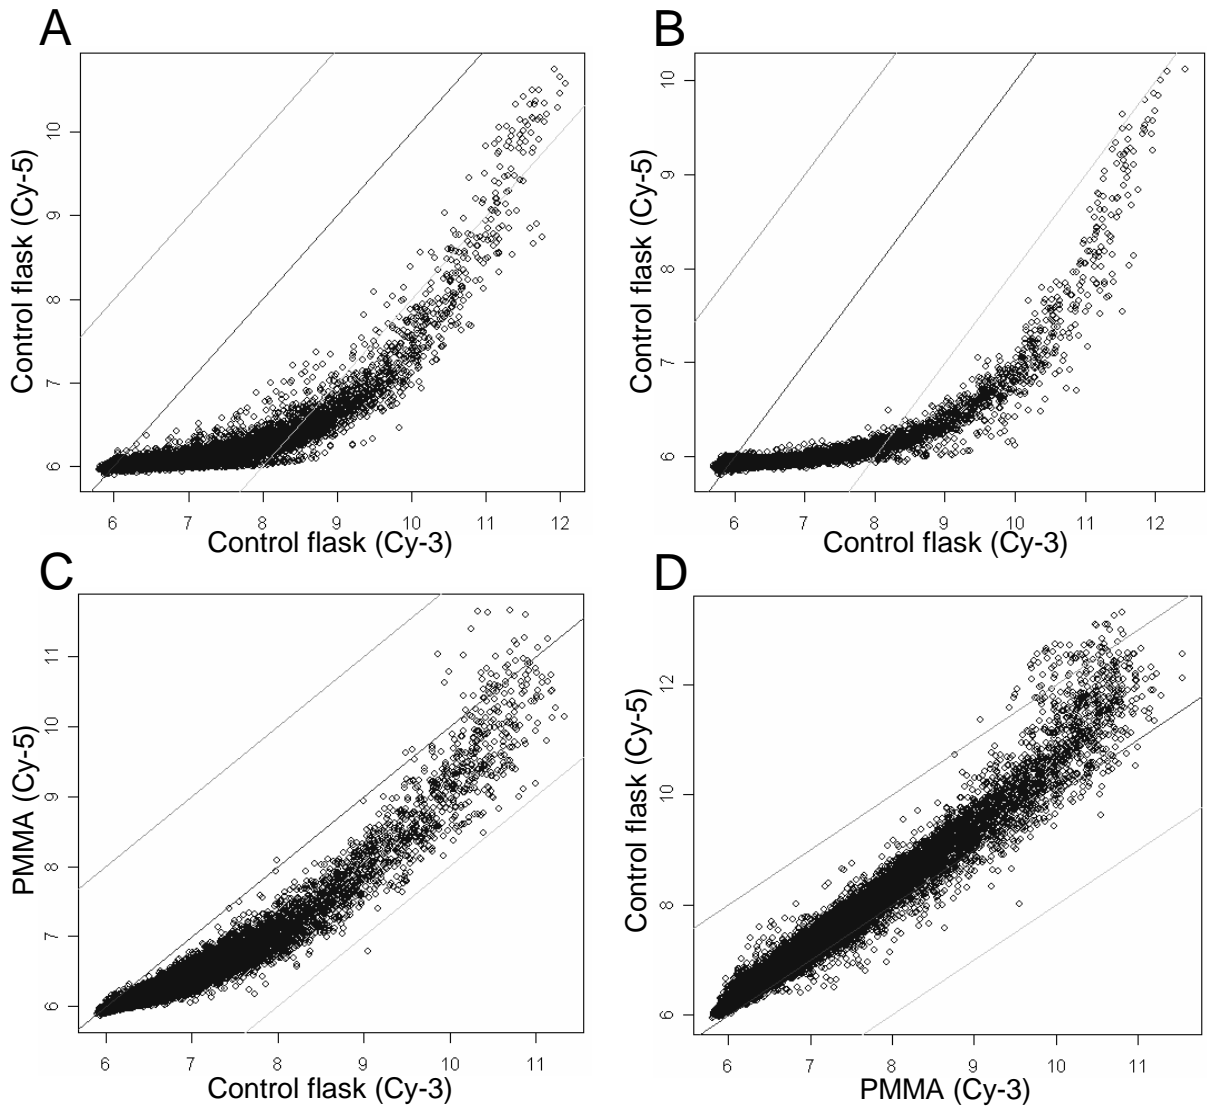 A
B
Control flask (Cy-5)
10
9
8
7
6
6 7 8 9 10 11 12
Control flask (Cy-3)
Control flask (Cy-5)
10
9
8
7
6
6 7 8 9 10 11 12
Control flask (Cy-3)
C
D
PMMA (Cy-5)
11
10
9
8
7
6
6 7 8 9 10 11
Control flask (Cy-3)
Control flask (Cy-5)
12
10
8
6
6 7 8 9 10 11
PMMA (Cy-3)